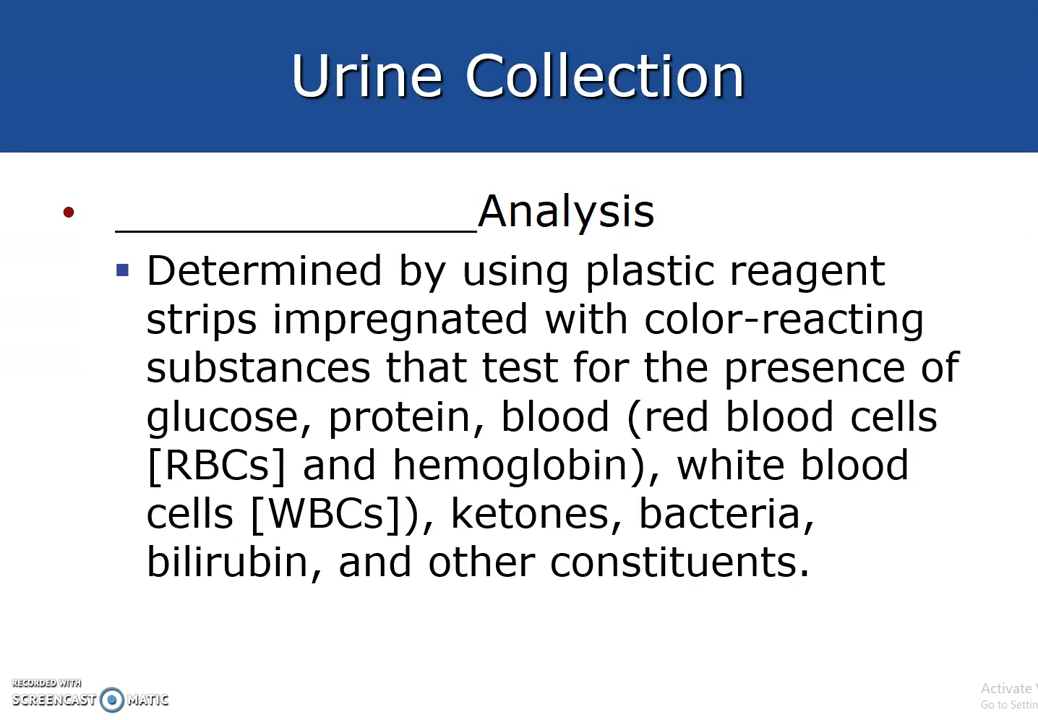 Urine Collection
• ______________Analysis
▪ Determined by using plastic reagent
strips impregnated with color-reacting
substances that test for the presence of
glucose, protein, blood (red blood cells
[RBCs] and hemoglobin), white blood
cells [WBCs]), ketones, bacteria,
bilirubin, and other constituents.
RECORDED WITH
SCREENCAST MATIC
Activate
Go to